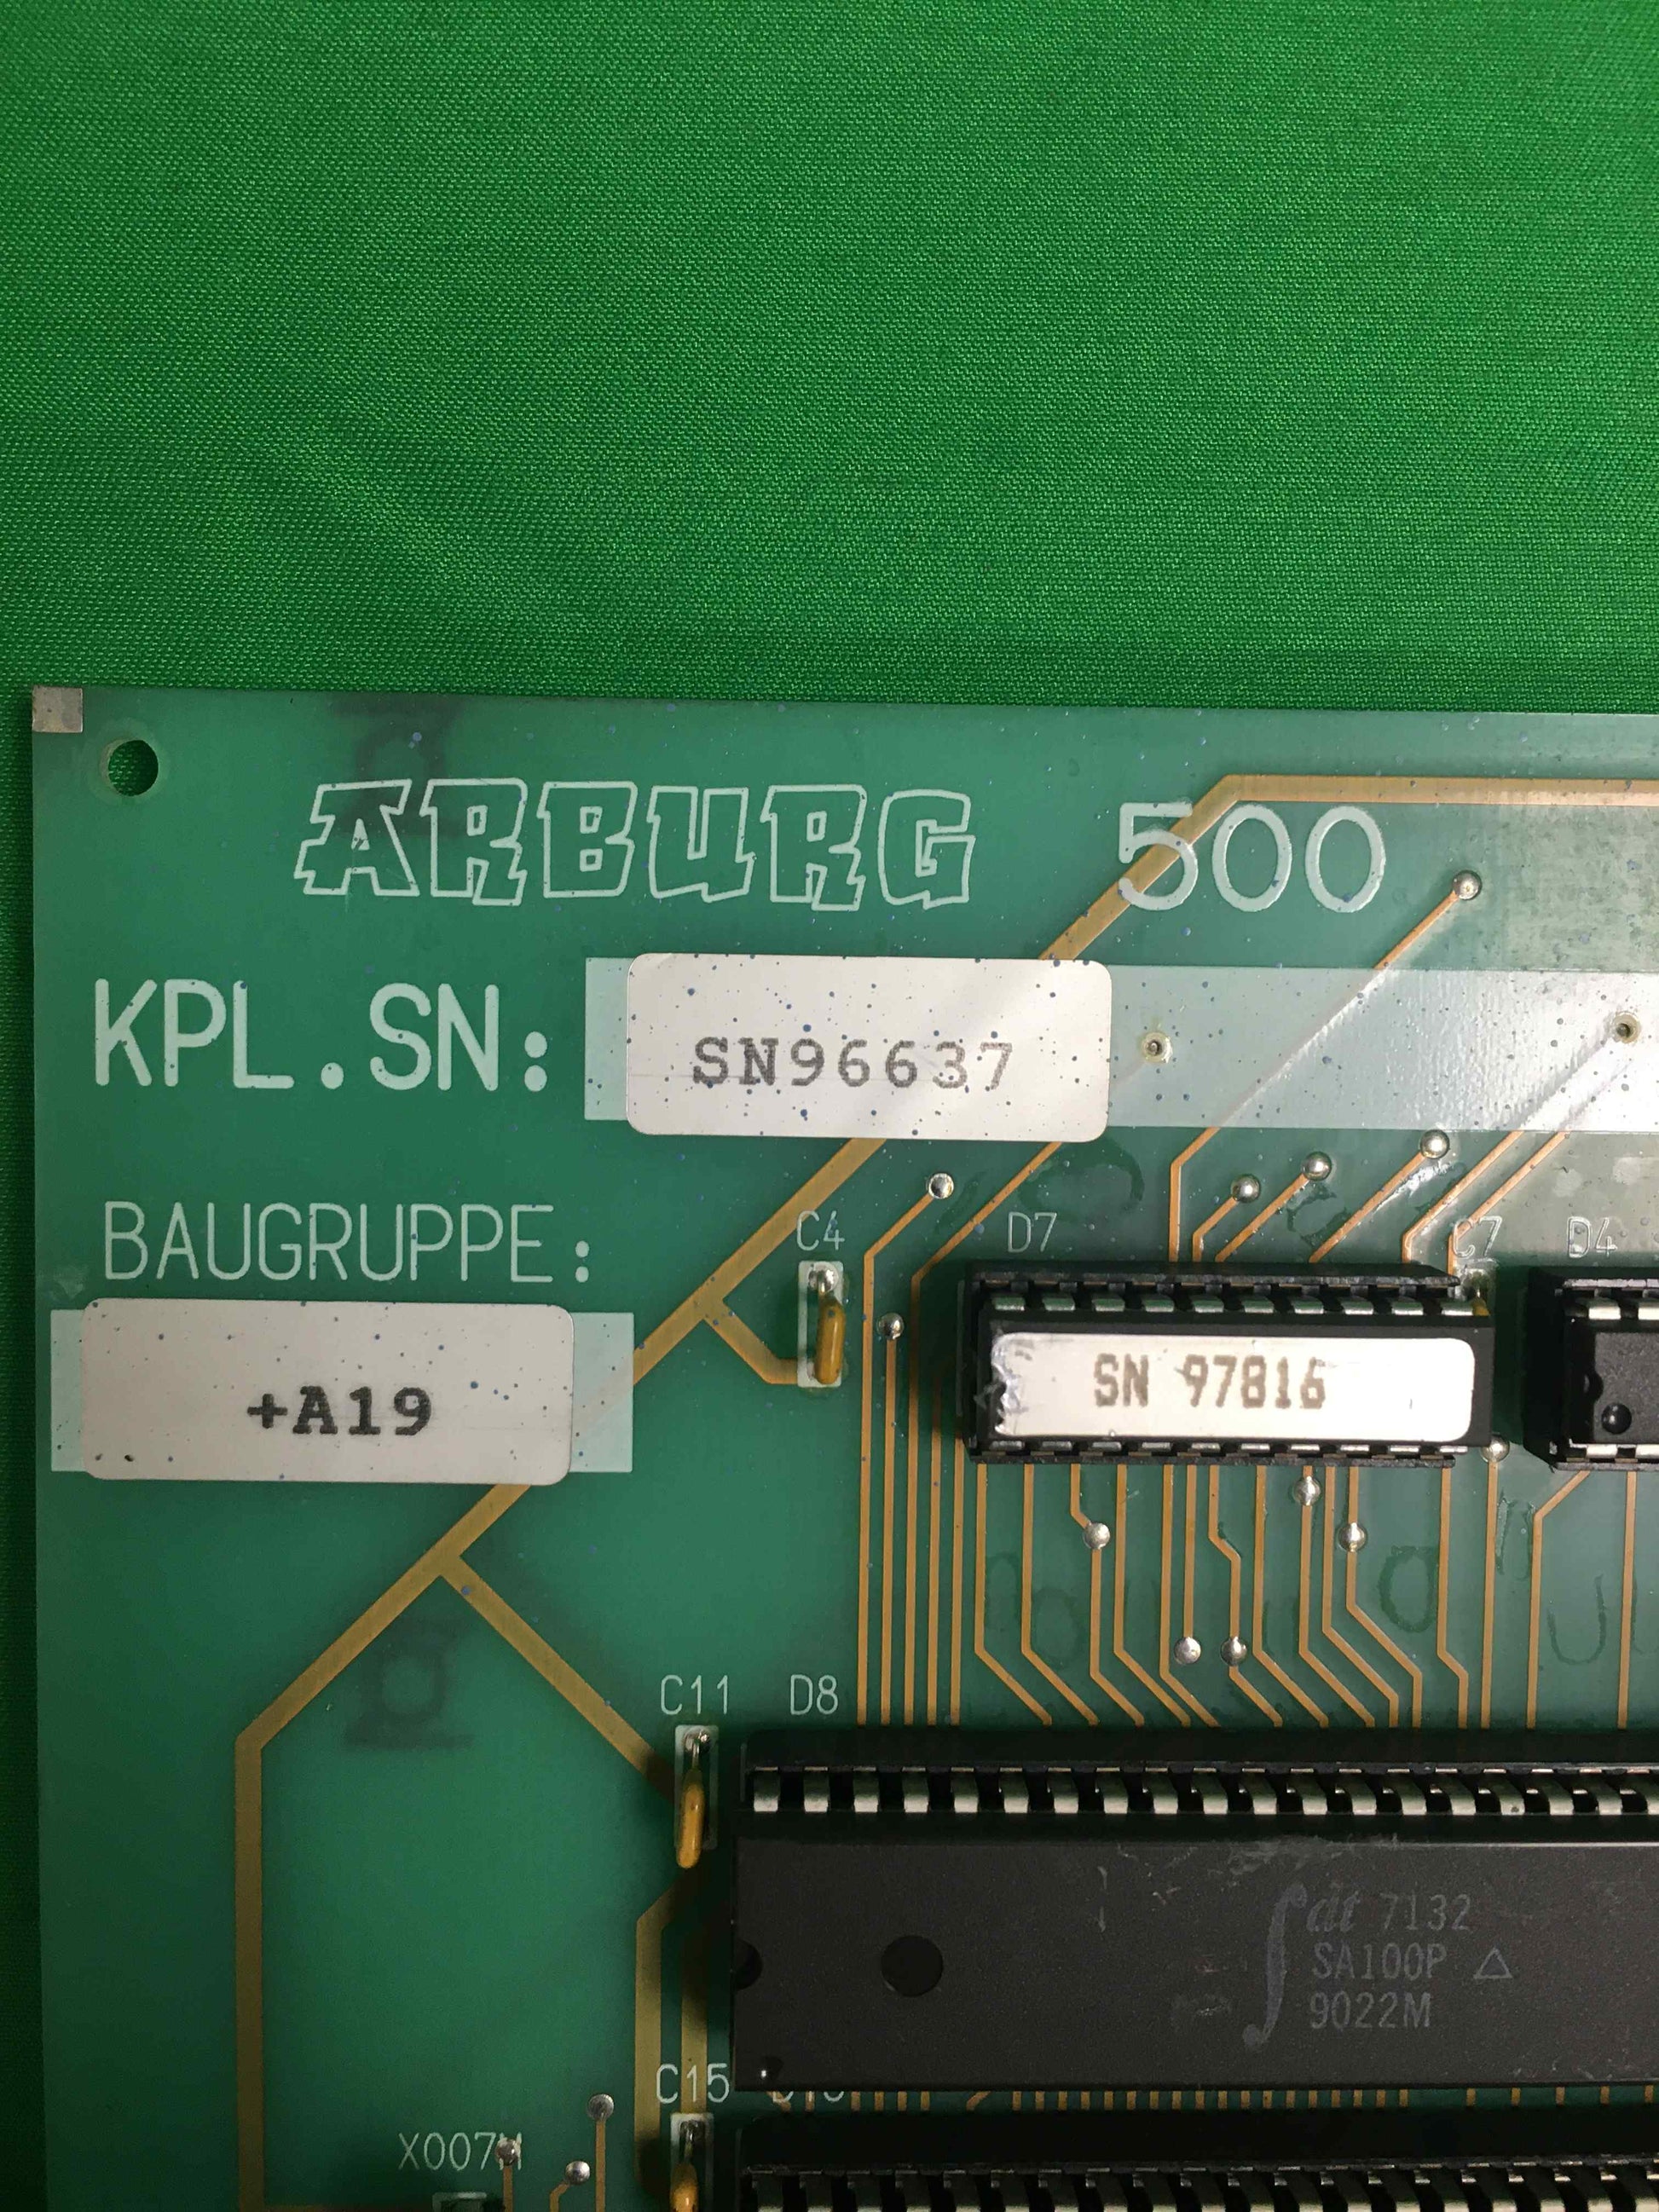 ARBURG 500
KPL.SN: SN96637
BAUGRUPPE:
+A19
C4
D7
C7
D4
SN 97816
C11 D8
idt 7132
SA100P △
9022M
C15
X007M